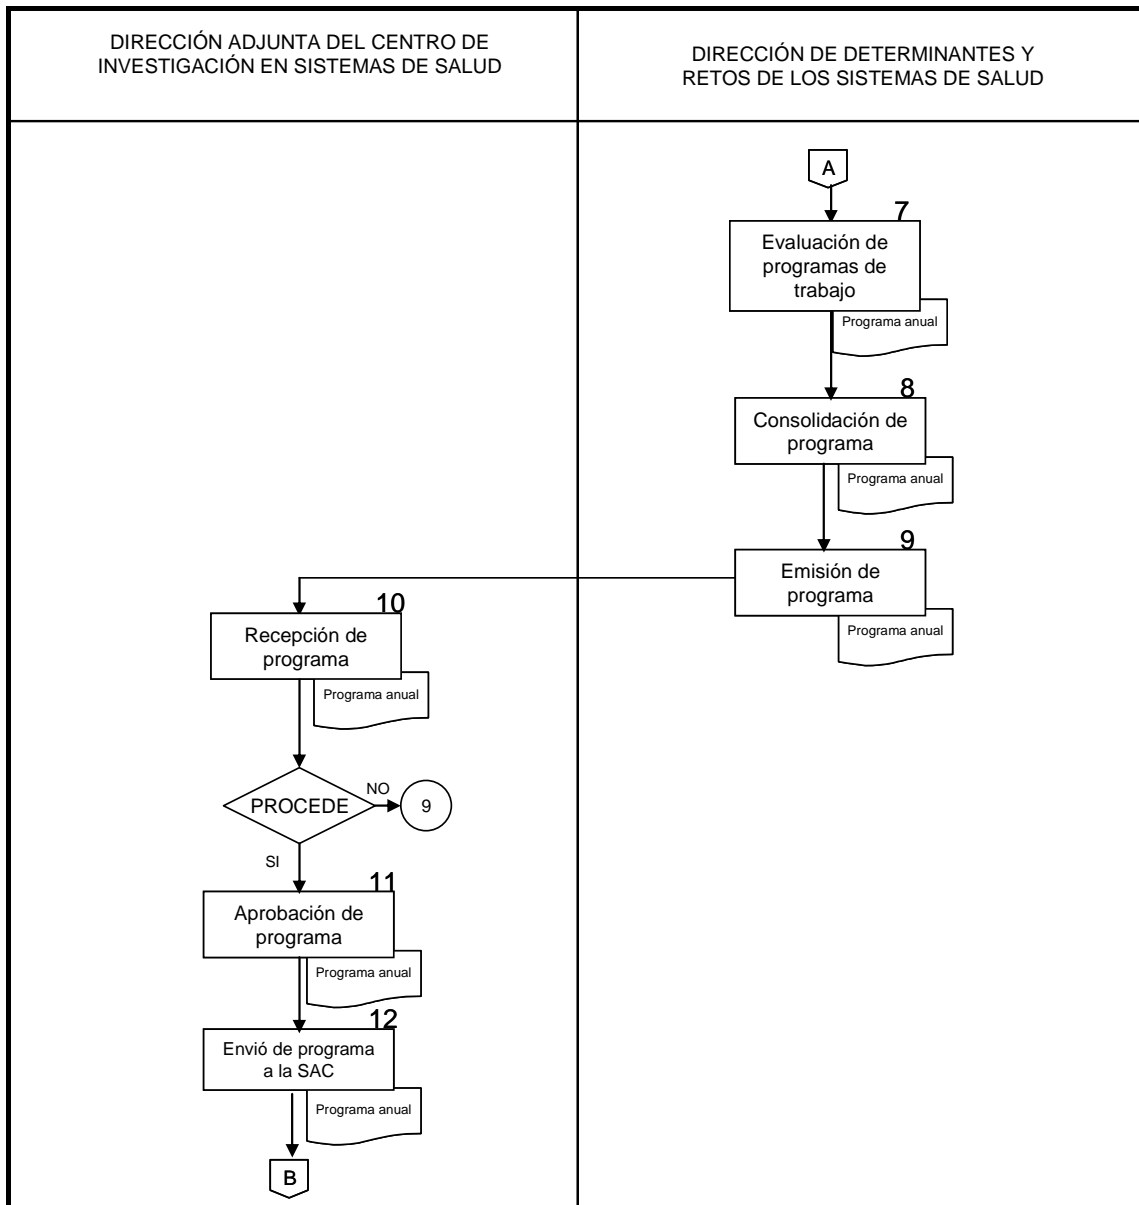 DIRECCIÓN ADJUNTA DEL CENTRO DE
INVESTIGACIÓN EN SISTEMAS DE SALUD
DIRECCIÓN DE DETERMINANTES Y
RETOS DE LOS SISTEMAS DE SALUD
A
7
Evaluación de
programas de
trabajo
Programa anual
8
Consolidación de
programa
Programa anual
9
Emisión de
programa
Programa anual
10
Recepción de
programa
Programa anual
PROCEDE
NO
9
SI
11
Aprobación de
programa
Programa anual
12
Envió de programa
a la SAC
Programa anual
B